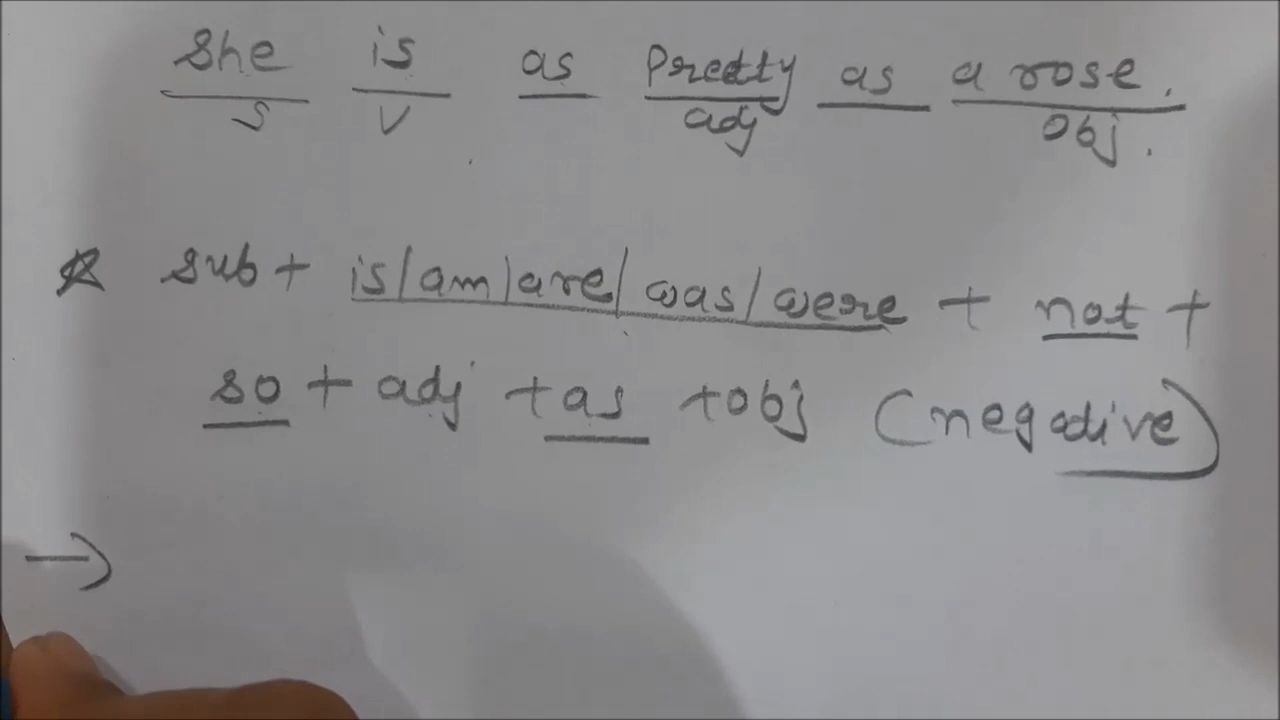 She is as Pretty as a rose.
S V adj obj.
☆ sub + is/am/are/was/were + not +
so + adj + as + obj (negative)
→